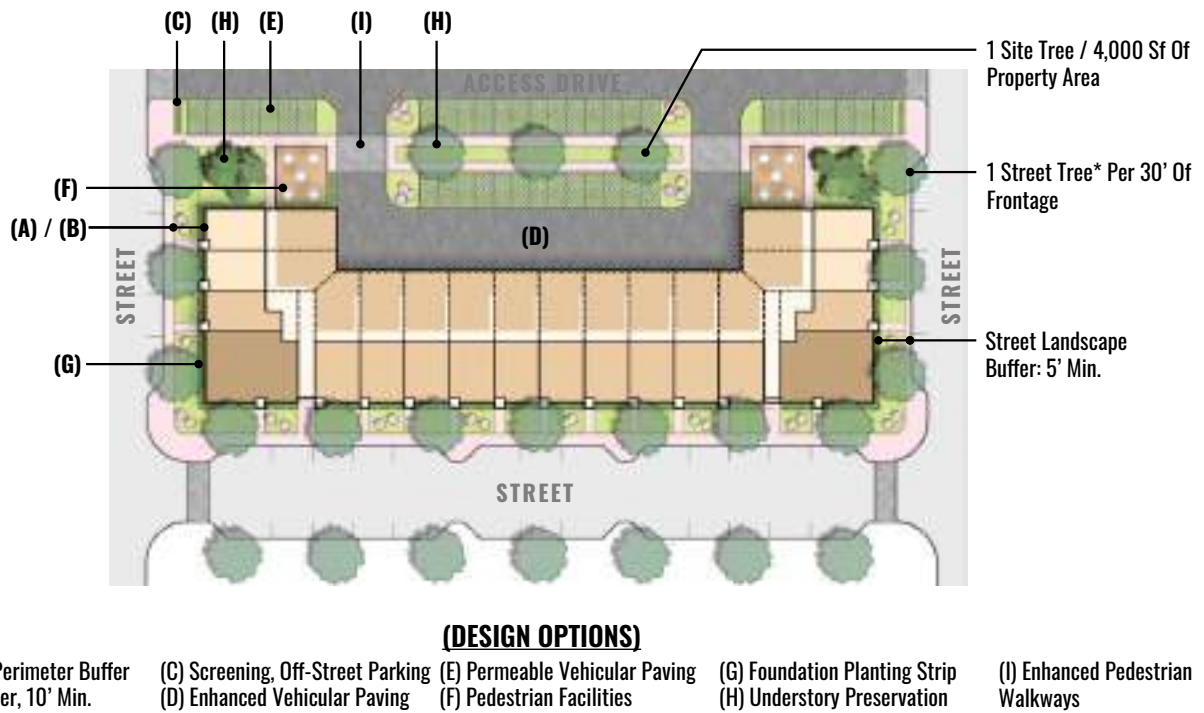 (C) (H) (E) (I) (H)
1 Site Tree / 4,000 Sf Of
Property Area
ACCESS DRIVE
1 Street Tree* Per 30' Of
Frontage
(F)
(A) / (B)
(D)
STREET
STREET
Street Landscape
Buffer: 5' Min.
(G)
STREET
(DESIGN OPTIONS)
Perimeter Buffer
er, 10' Min.
(C) Screening, Off-Street Parking
(D) Enhanced Vehicular Paving
(E) Permeable Vehicular Paving
(F) Pedestrian Facilities
(G) Foundation Planting Strip
(H) Understory Preservation
(I) Enhanced Pedestrian
Walkways